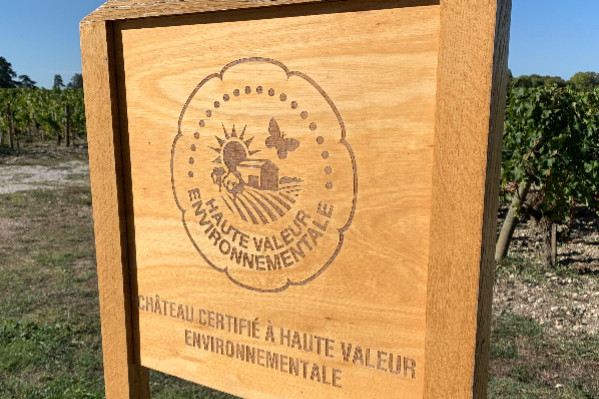 HAUTE VALEUR
ENVIRONNEMENTALE
CHÂTEAU CERTIFIÉ À HAUTE VALEUR
ENVIRONNEMENTALE